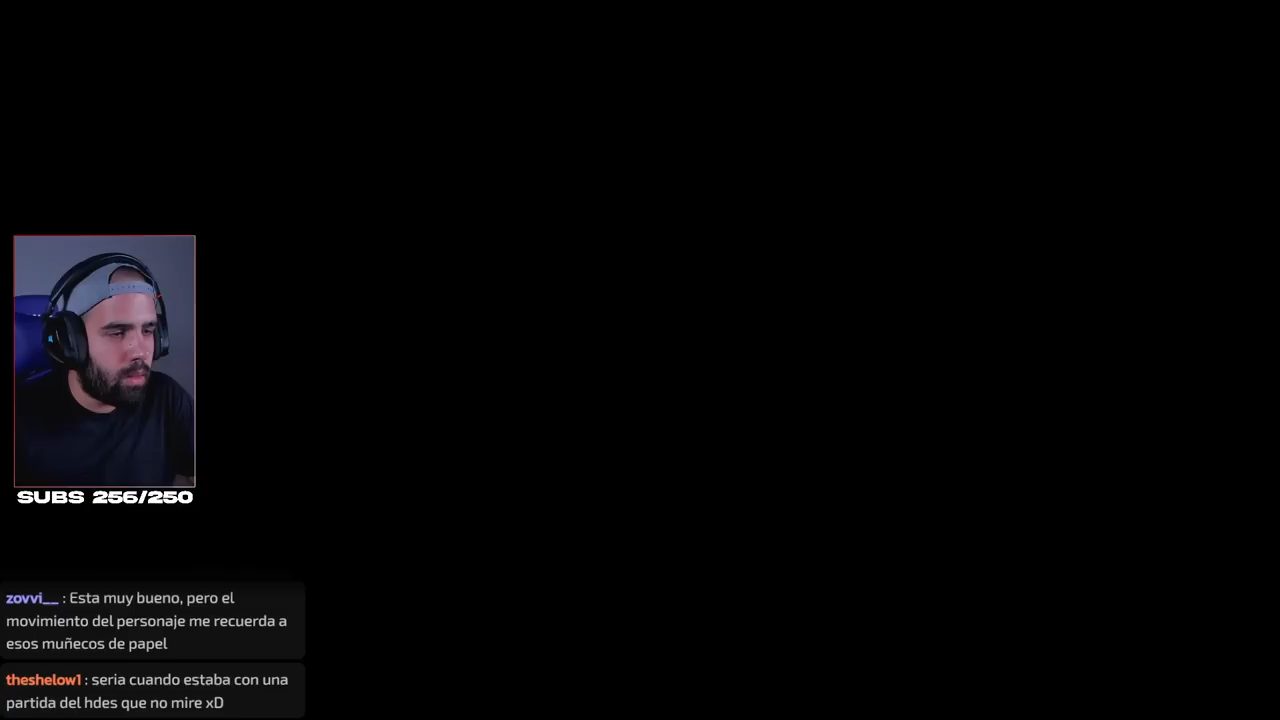 SUBS 256/250
zovvi__ : Esta muy bueno, pero el
movimiento del personaje me recuerda a
esos muñecos de papel
theshelow1 : seria cuando estaba con una
partida del hdes que no mire xD